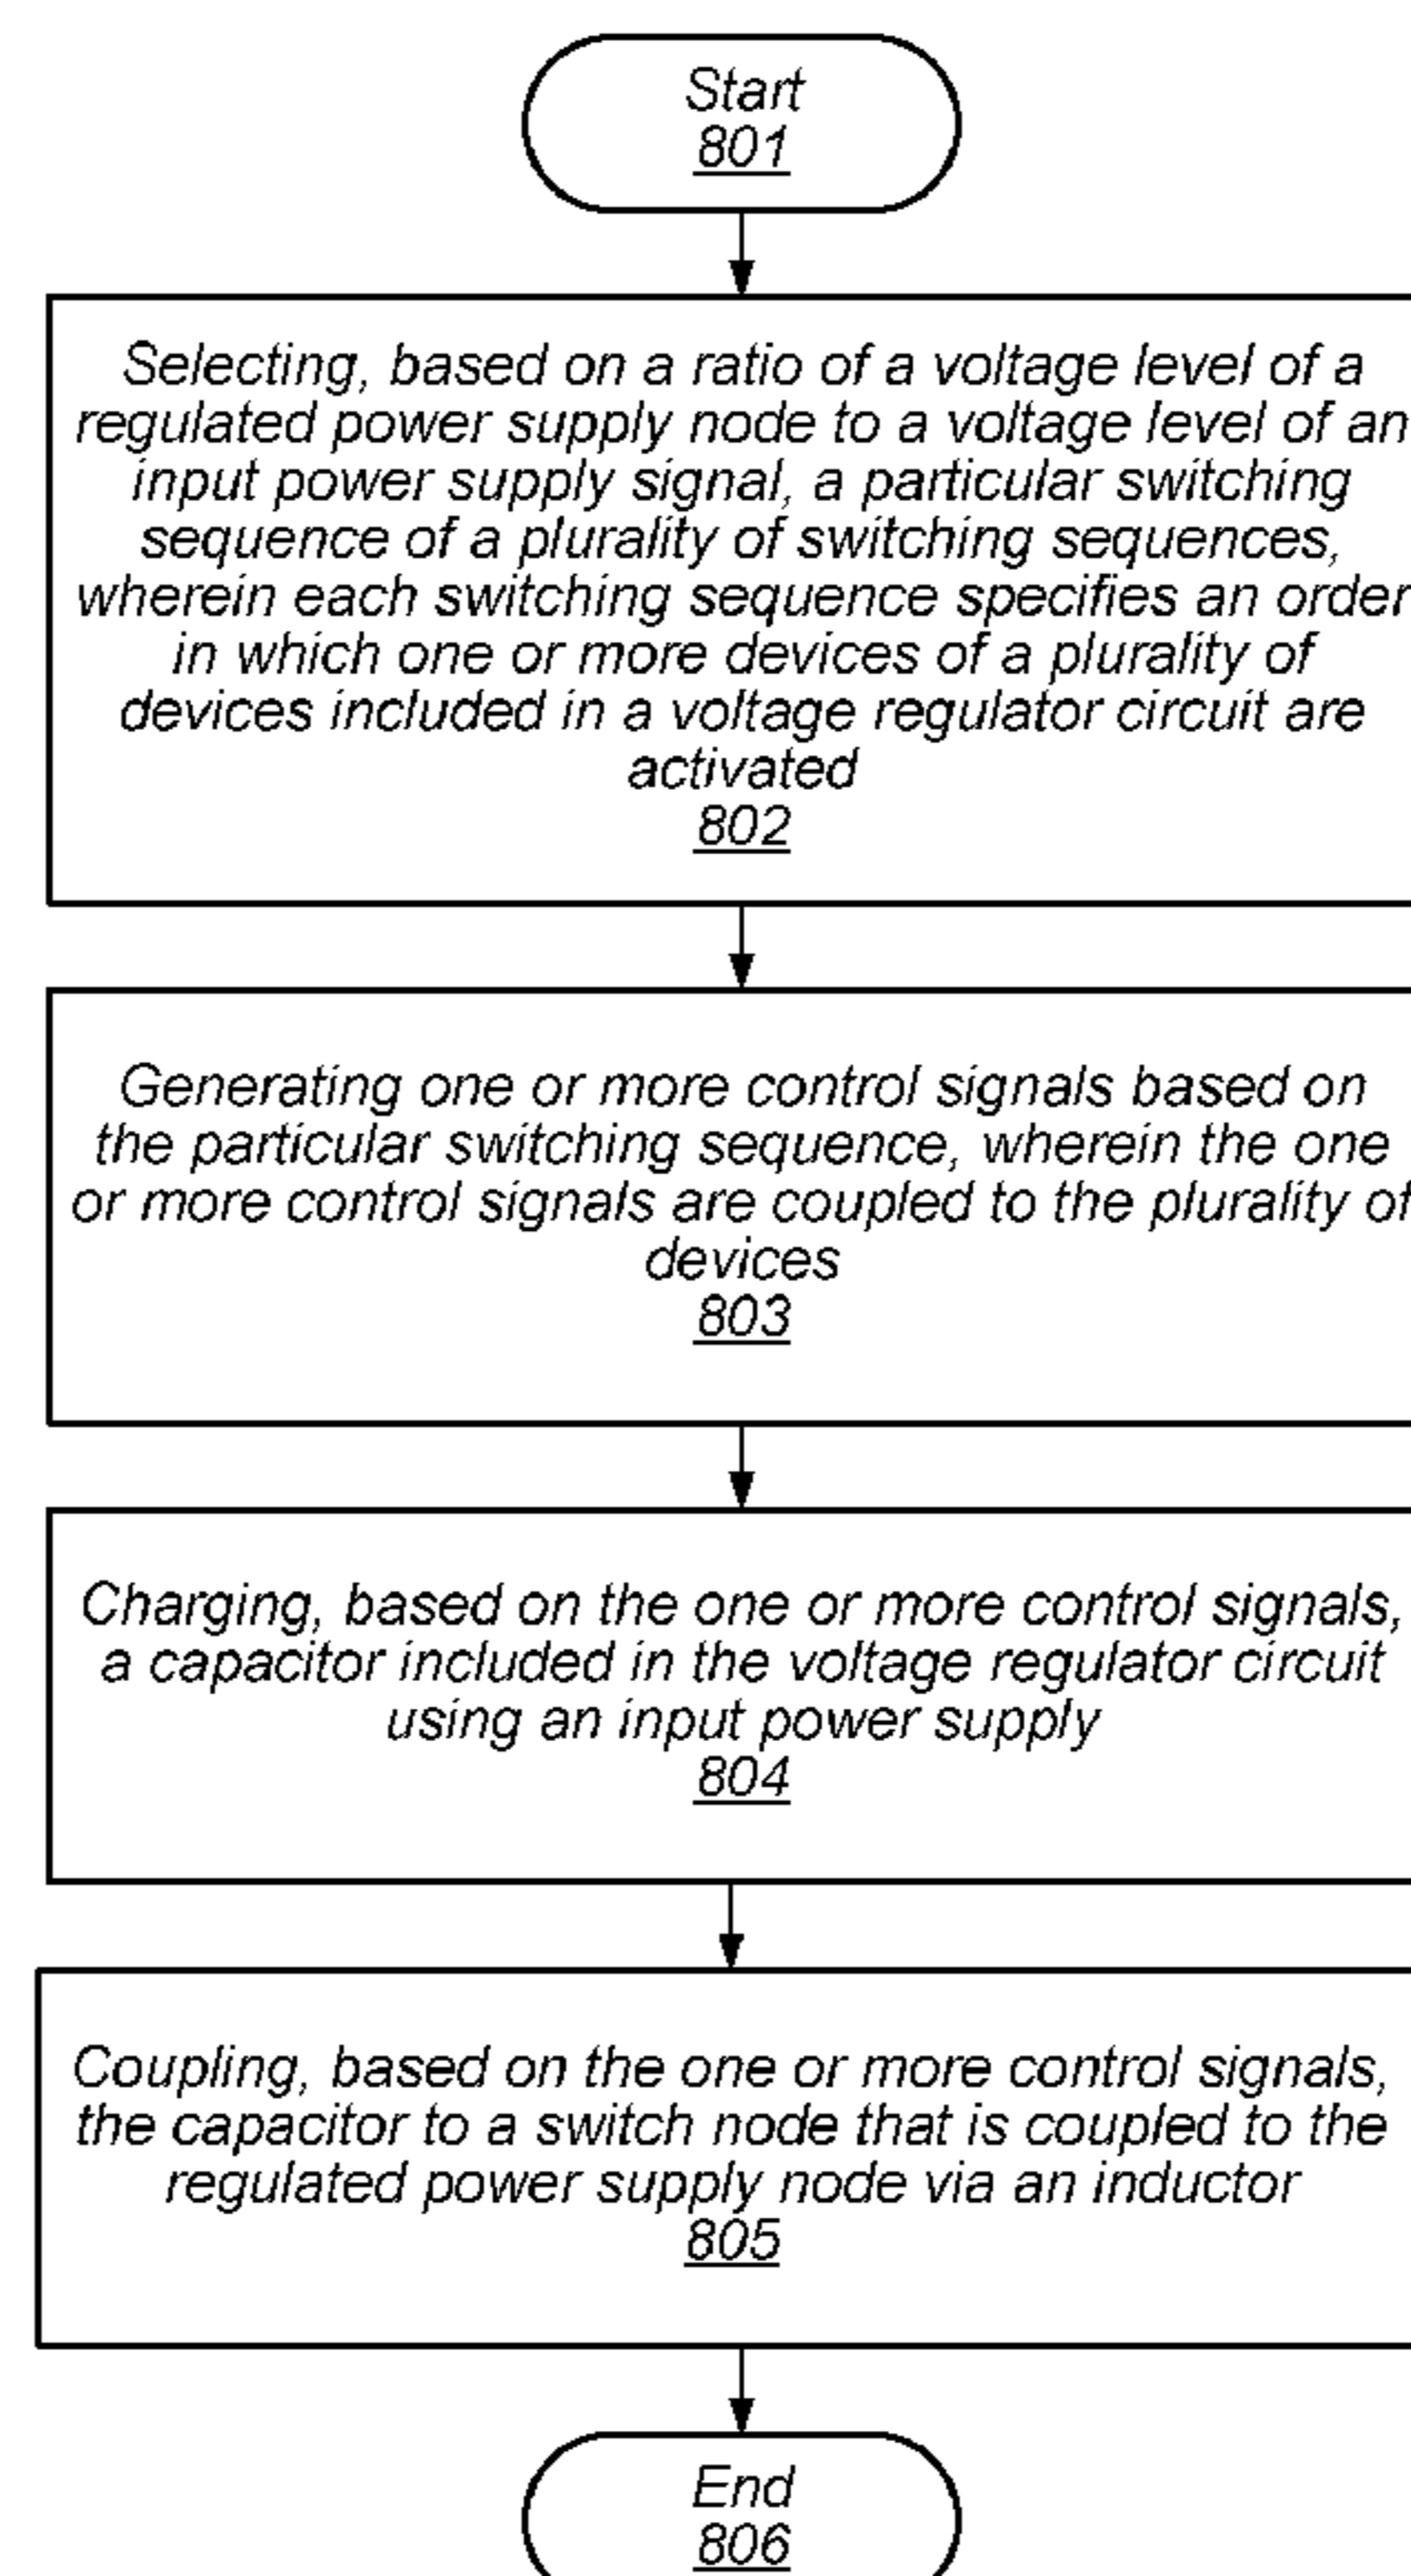 Start
801
Selecting, based on a ratio of a voltage level of a
regulated power supply node to a voltage level of an
input power supply signal, a particular switching
sequence of a plurality of switching sequences,
wherein each switching sequence specifies an order
in which one or more devices of a plurality of
devices included in a voltage regulator circuit are
activated
802
Generating one or more control signals based on
the particular switching sequence, wherein the one
or more control signals are coupled to the plurality of
devices
803
Charging, based on the one or more control signals,
a capacitor included in the voltage regulator circuit
using an input power supply
804
Coupling, based on the one or more control signals,
the capacitor to a switch node that is coupled to the
regulated power supply node via an inductor
805
End
806